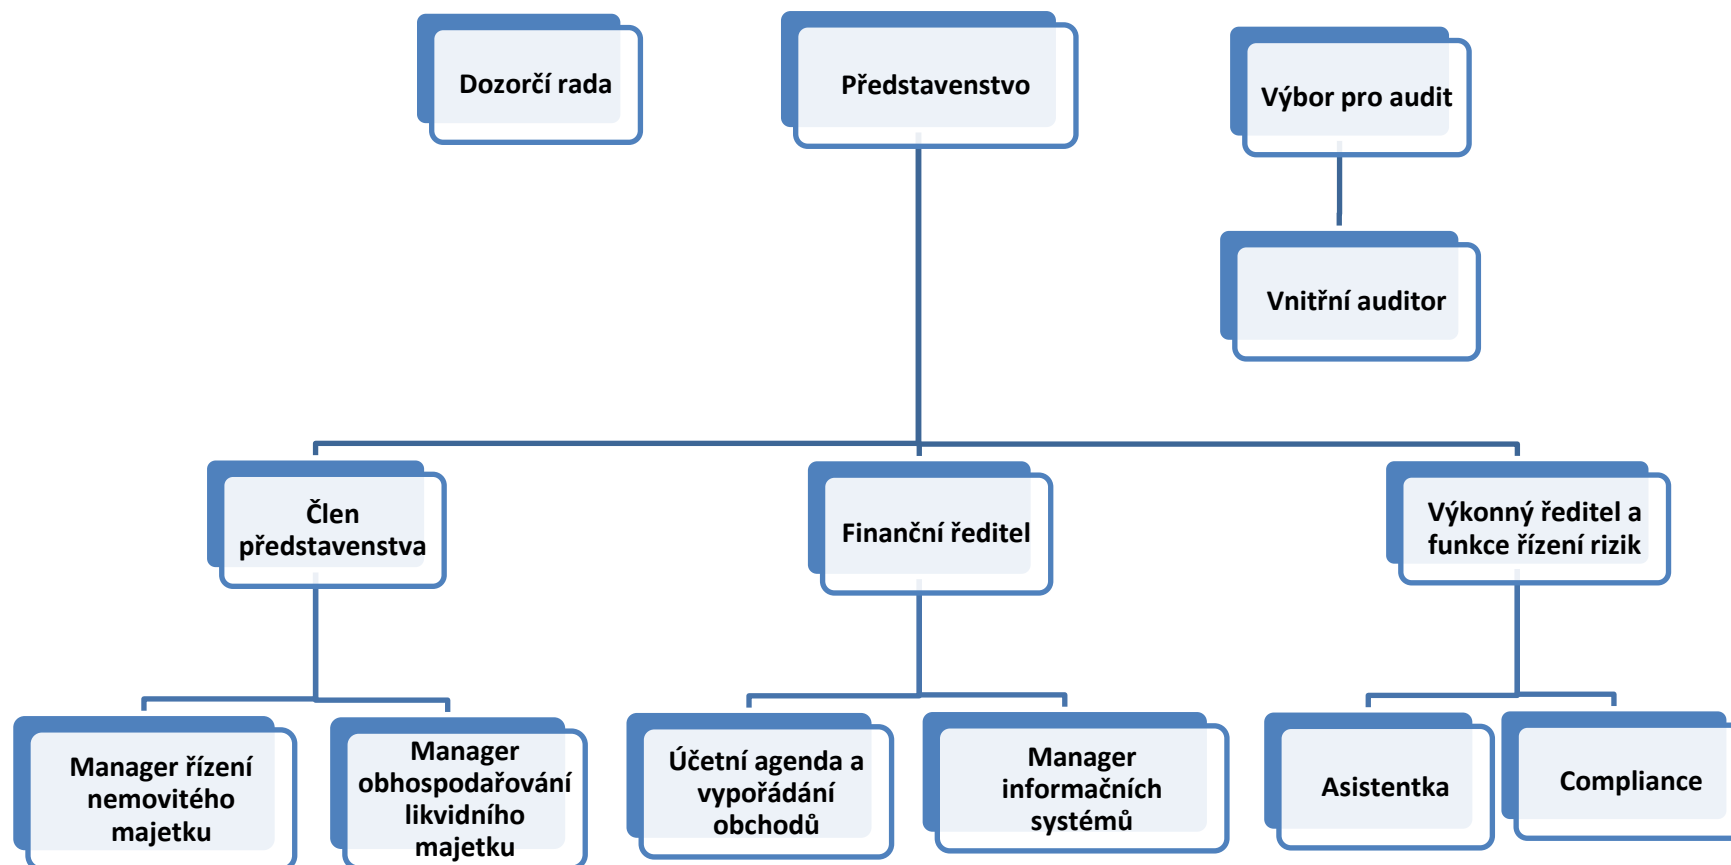 Dozorčí rada
Představenstvo
Výbor pro audit
Vnitřní auditor
Člen
představenstva
Finanční ředitel
Výkonný ředitel a
funkce řízení rizik
Manager řízení
nemovitého
majetku
Manager
obhospodařování
likvidního
majetku
Účetní agenda a
vypořádání
obchodů
Manager
informačních
systémů
Asistentka
Compliance